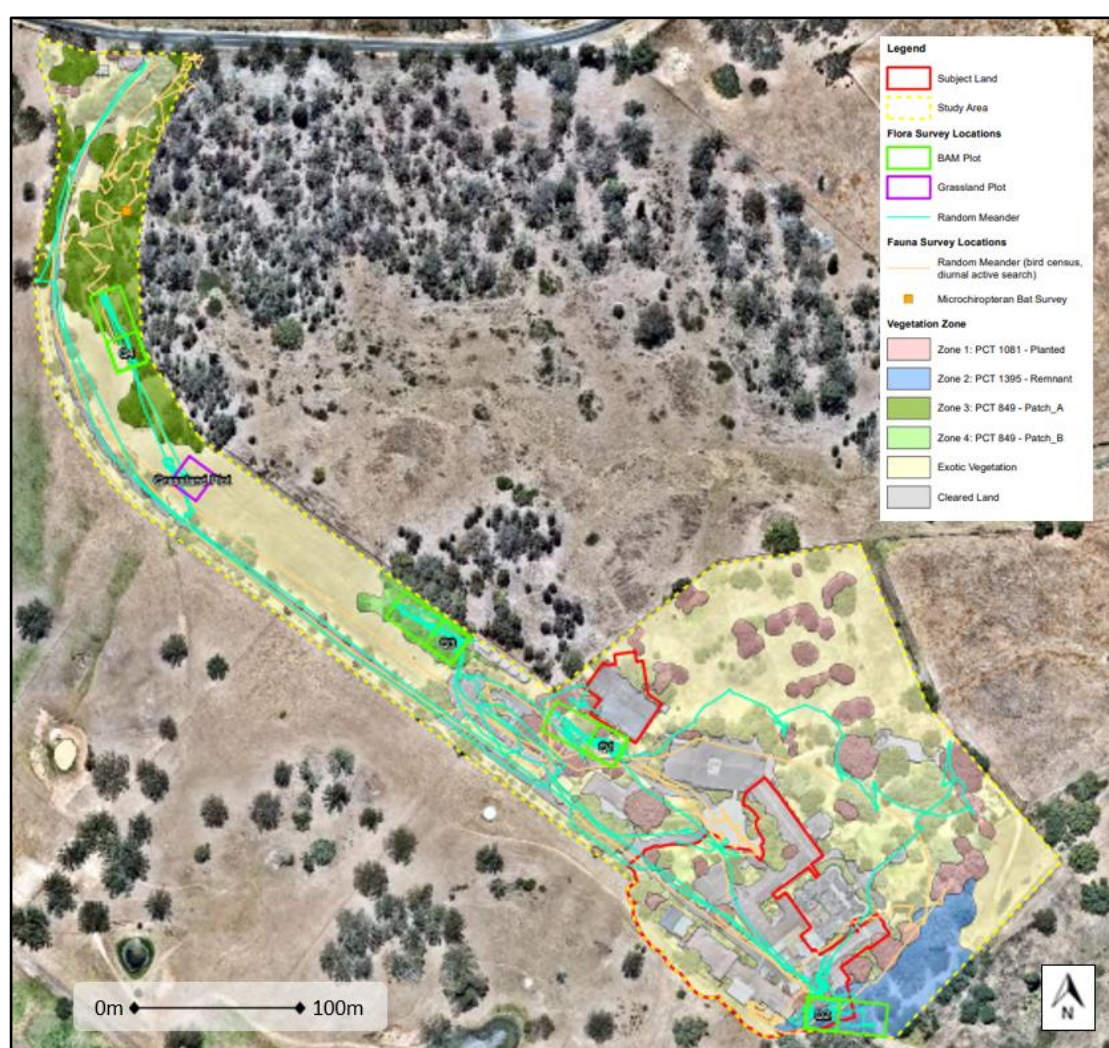 Legend
Subject Land
Study Area
Flora Survey Locations
BAM Plot
Grassland Plot
Random Meander
Fauna Survey Locations
Random Meander (bird census,
diurnal active search)
Microchiropteran Bat Survey
Vegetation Zone
Zone 1: PCT 1081 - Planted
Zone 2: PCT 1395 - Remnant
Zone 3: PCT 849 - Patch_A
Zone 4: PCT 849 - Patch_B
Exotic Vegetation
Cleared Land
Grassland Plot
0m
100m
N